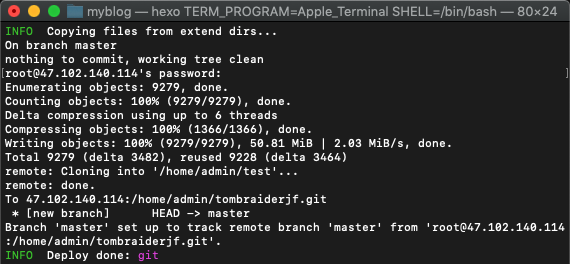 myblog — hexo TERM_PROGRAM=Apple_Terminal SHELL=/bin/bash — 80×24
INFO  Copying files from extend dirs...
On branch master
nothing to commit, working tree clean
[root@47.102.140.114's password:
Enumerating objects: 9279, done.
Counting objects: 100% (9279/9279), done.
Delta compression using up to 6 threads
Compressing objects: 100% (1366/1366), done.
Writing objects: 100% (9279/9279), 50.81 MiB | 2.03 MiB/s, done.
Total 9279 (delta 3482), reused 9228 (delta 3464)
remote: Cloning into '/home/admin/test'...
remote: done.
To 47.102.140.114:/home/admin/tombraiderjf.git
 * [new branch]      HEAD -> master
Branch 'master' set up to track remote branch 'master' from 'root@47.102.140.114
:/home/admin/tombraiderjf.git'.
INFO  Deploy done: git